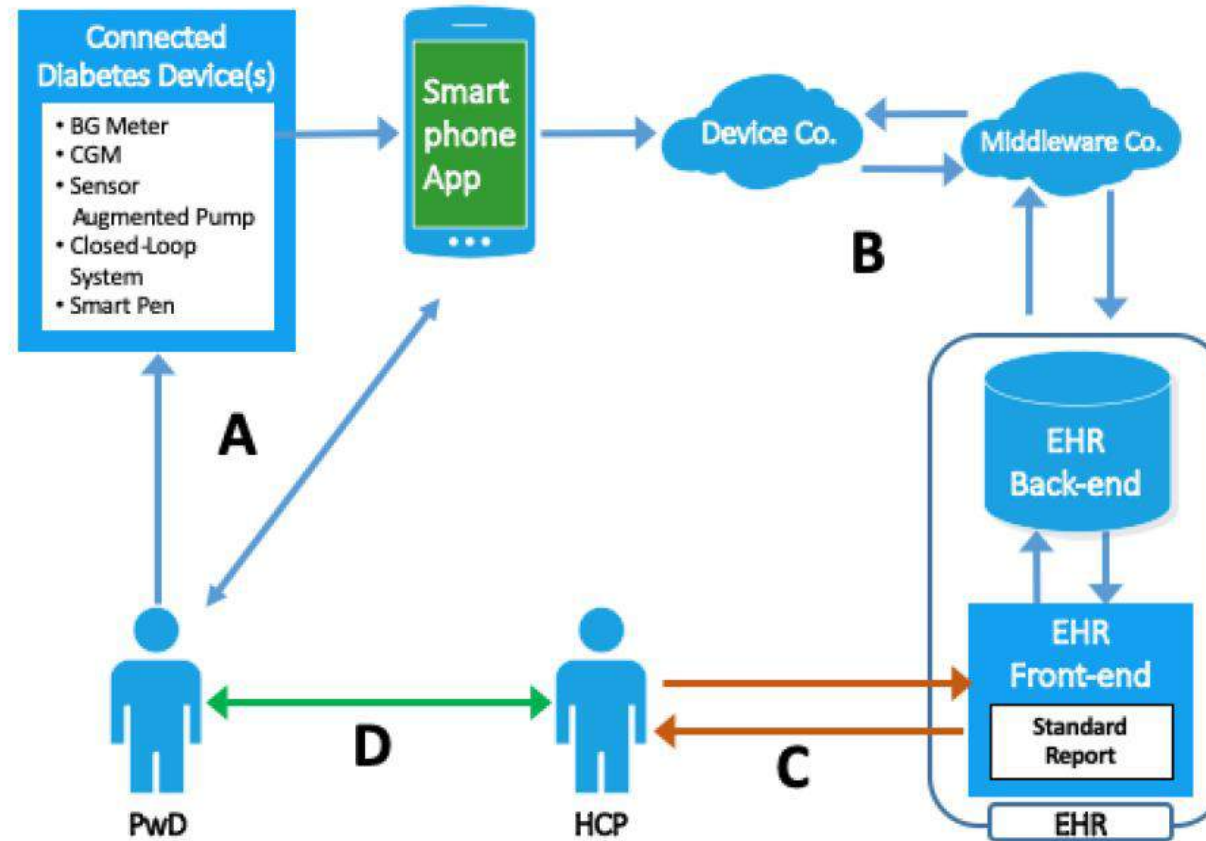 Connected
Diabetes Device(s)
• BG Meter
• CGM
• Sensor
Augmented Pump
• Closed-Loop
System
• Smart Pen
Smart
phone
App
Device Co.
Middleware Co.
A
B
EHR
Back-end
EHR
Front-end
Standard
Report
D
C
PwD
HCP
EHR